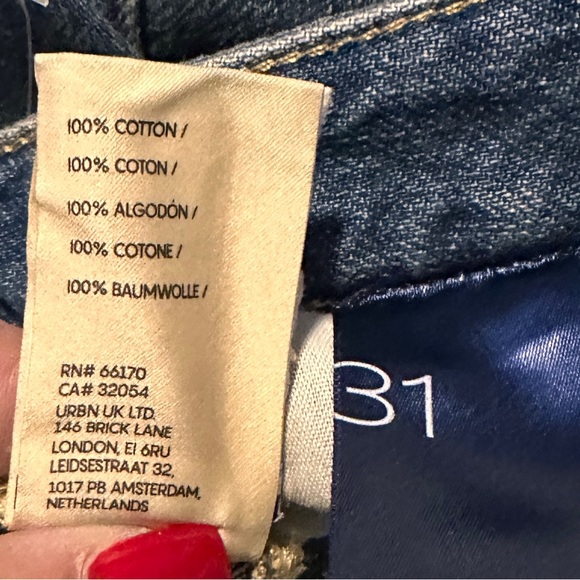 100% COTTON /
100% COTON /
100% ALGODÓN /
100% COTONE /
100% BAUMWOLLE /
RN# 66170
CA# 32054
URBN UK LTD.
146 BRICK LANE
LONDON, E1 6RU
LEIDSESTRAAT 32,
1017 PB AMSTERDAM,
NETHERLANDS
31